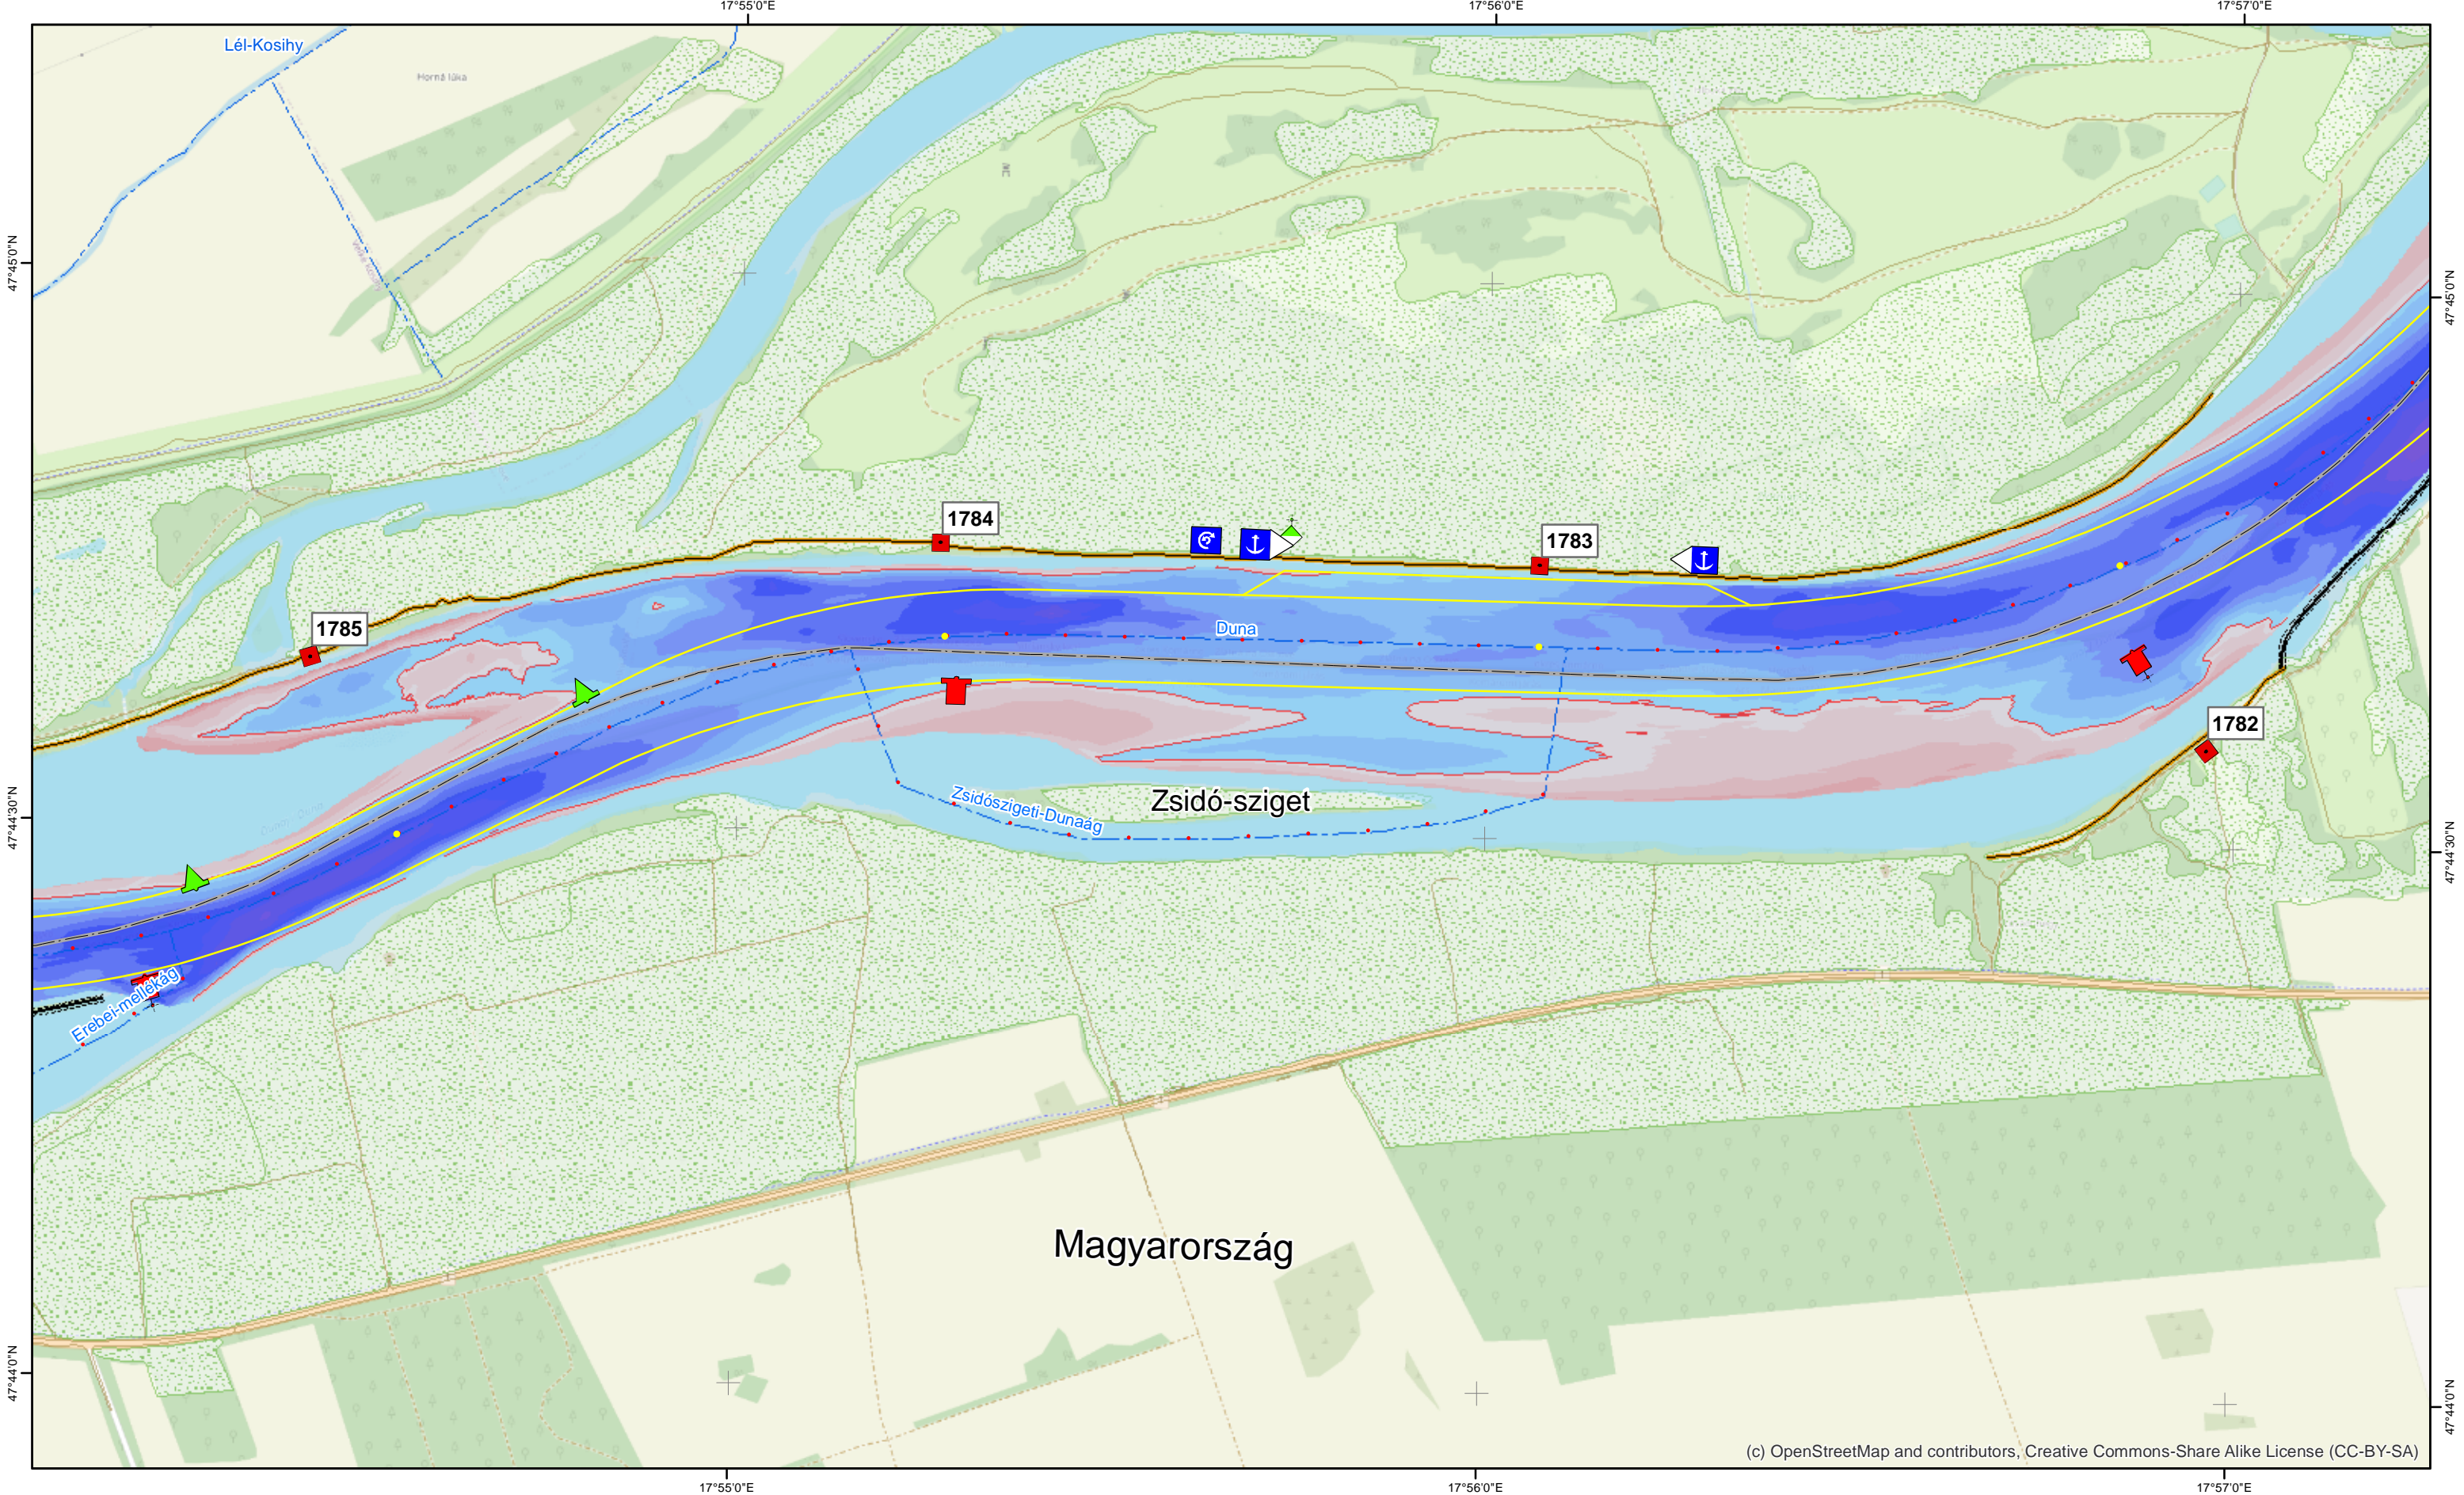 17°55'0"E
17°56'0"E
17°57'0"E
Lél-Kosihy
Horná lúka
47°45'0"N
47°45'0"N
1784
1783
1785
Duna
1782
Zsidó-sziget
Zsidószigeti-Dunaág
47°44'30"N
47°44'30"N
Erebei-mellékág
Magyarország
47°44'0"N
47°44'0"N
(c) OpenStreetMap and contributors, Creative Commons-Share Alike License (CC-BY-SA)
17°55'0"E
17°56'0"E
17°57'0"E